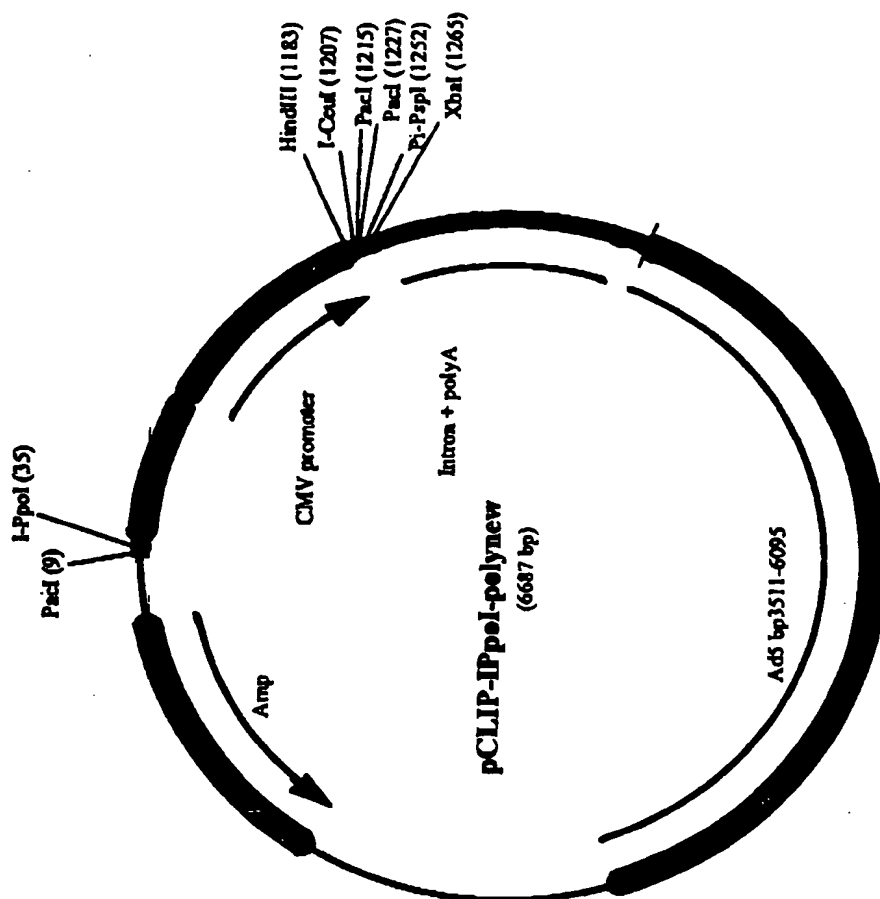 HindIII (1183)
I-CeuI (1207)
PacI (1215)
PacI (1227)
Pi-PspI (1252)
XbaI (1265)
I-PpoI (35)
PacI (9)
CMV promoter
Intron + polyA
Amp
pCLIP-IPpoI-polynew
(6687 bp)
Ad5 bp3511-6095